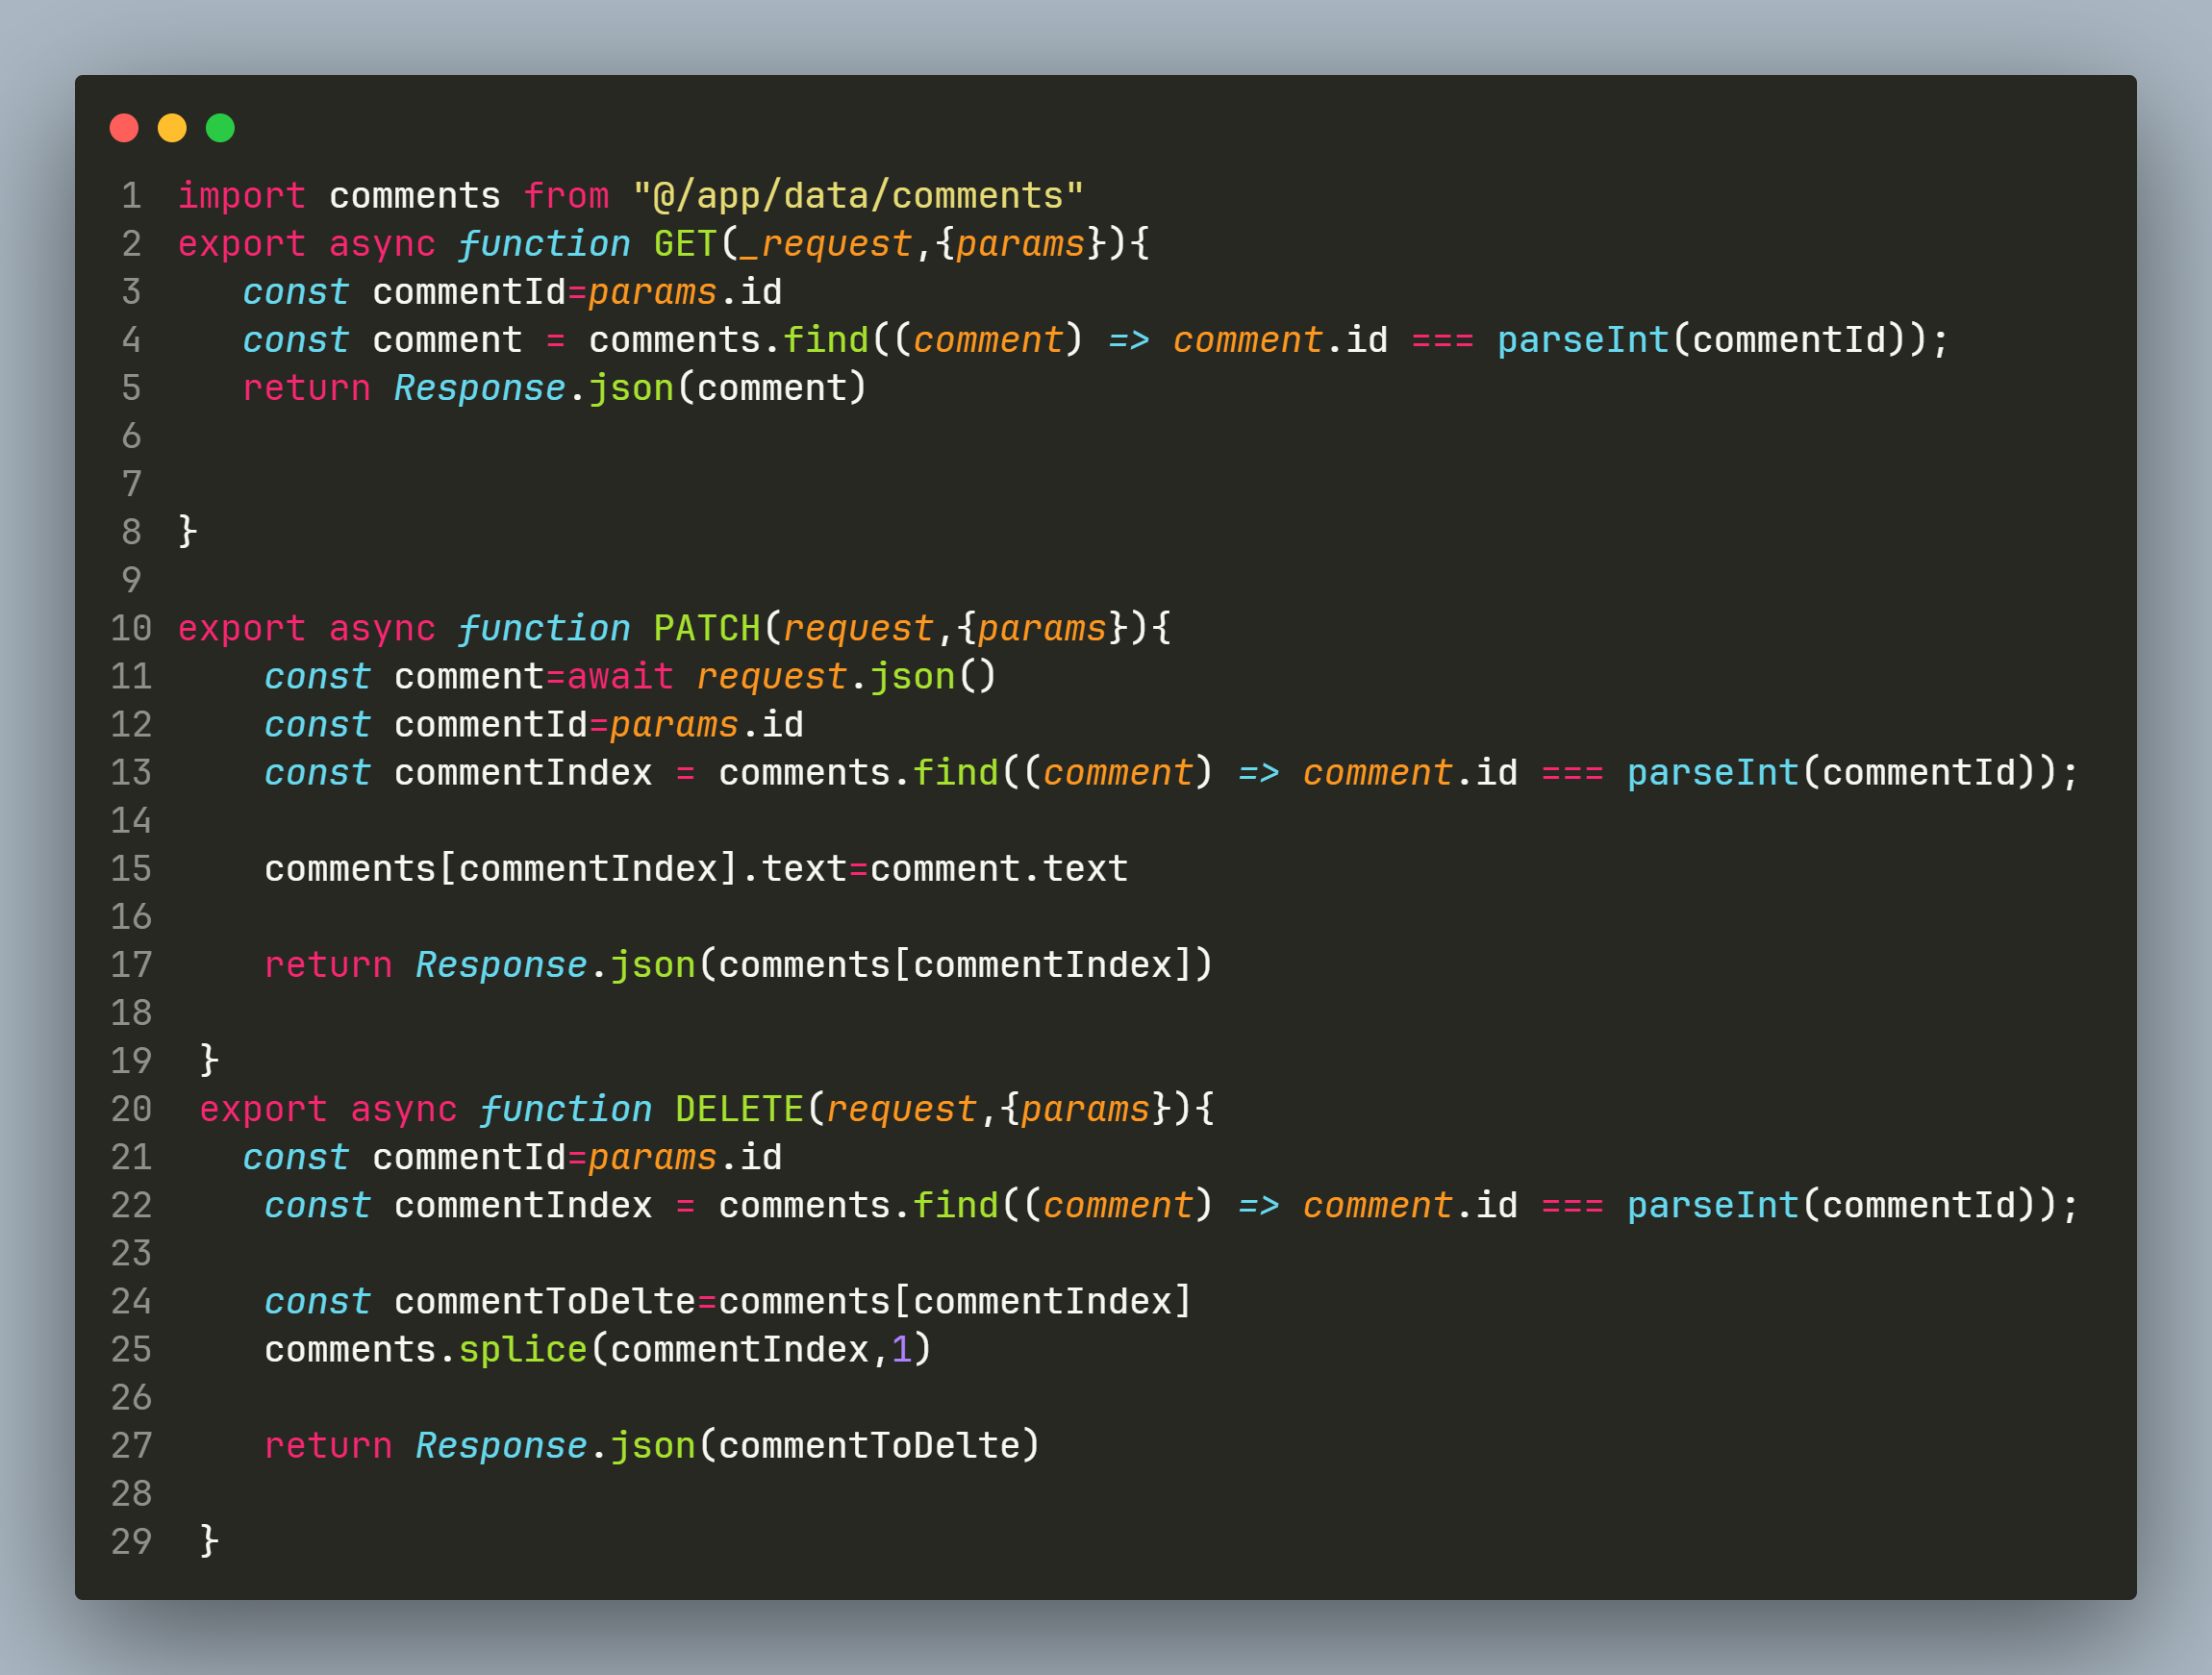 1 import comments from "@/app/data/comments"
2 export async function GET(_request,{params}){
3    const commentId=params.id
4    const comment = comments.find((comment) => comment.id === parseInt(commentId));
5    return Response.json(comment)
6
7
8 }
9
10 export async function PATCH(request,{params}){
11     const comment=await request.json()
12     const commentId=params.id
13     const commentIndex = comments.find((comment) => comment.id === parseInt(commentId));
14
15     comments[commentIndex].text=comment.text
16
17     return Response.json(comments[commentIndex])
18
19  }
20  export async function DELETE(request,{params}){
21    const commentId=params.id
22     const commentIndex = comments.find((comment) => comment.id === parseInt(commentId));
23
24     const commentToDelte=comments[commentIndex]
25     comments.splice(commentIndex,1)
26
27     return Response.json(commentToDelte)
28
29  }